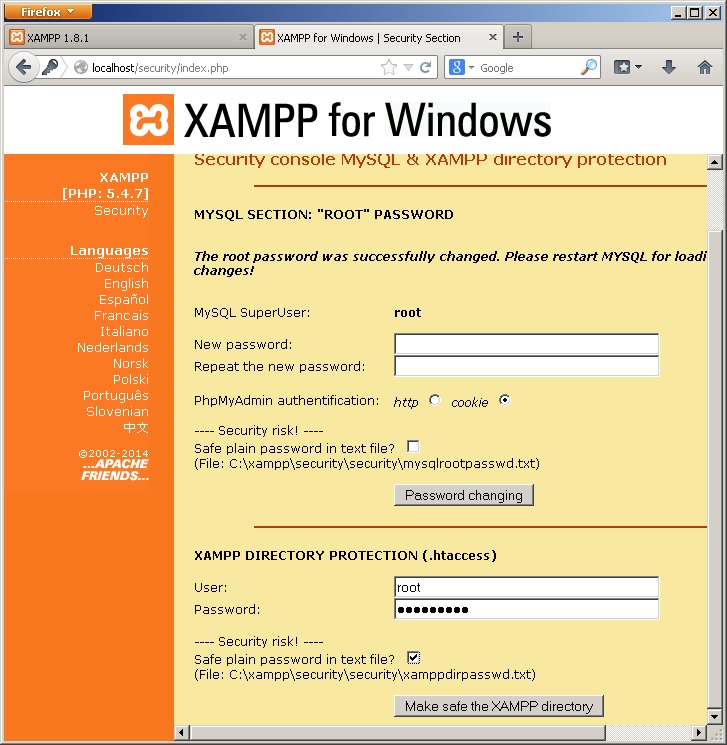 Firefox
XAMPP 1.8.1
XAMPP for Windows | Security Section
localhost/security/index.php
Google
XAMPP for Windows
XAMPP
[PHP: 5.4.7]
Security
Languages
Deutsch
English
Español
Francais
Italiano
Nederlands
Norsk
Polski
Português
Slovenian
中文
©2002-2014
...APACHE
FRIENDS...
Security console MySQL & XAMPP directory protection
MYSQL SECTION: "ROOT" PASSWORD
The root password was successfully changed. Please restart MYSQL for loadi
changes!
MySQL SuperUser: root
New password:
Repeat the new password:
PhpMyAdmin authentification: http cookie
---- Security risk! ----
Safe plain password in text file?
(File: C:\xampp\security\security\mysqlrootpasswd.txt)
Password changing
XAMPP DIRECTORY PROTECTION (.htaccess)
User: root
Password: ●●●●●●●●●
---- Security risk! ----
Safe plain password in text file?
(File: C:\xampp\security\security\xamppdirpasswd.txt)
Make safe the XAMPP directory